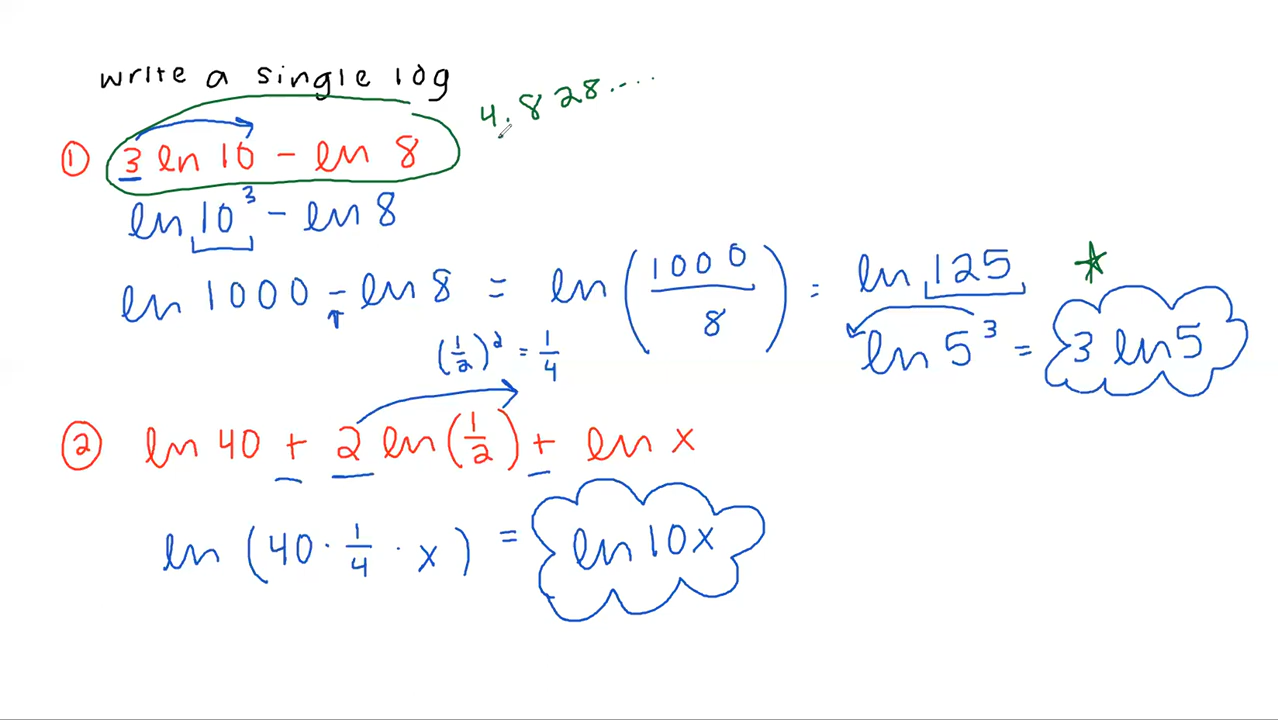 write a single log
4.828....
① 3 ln 10 - ln 8
ln 10³ - ln 8
ln 1000 - ln 8 = ln (1000/8) = ln 125
ln 5³ = 3 ln 5
(1/2)² = 1/4
② ln 40 + 2 ln (1/2) + ln x
ln (40 · 1/4 · x) = ln 10x